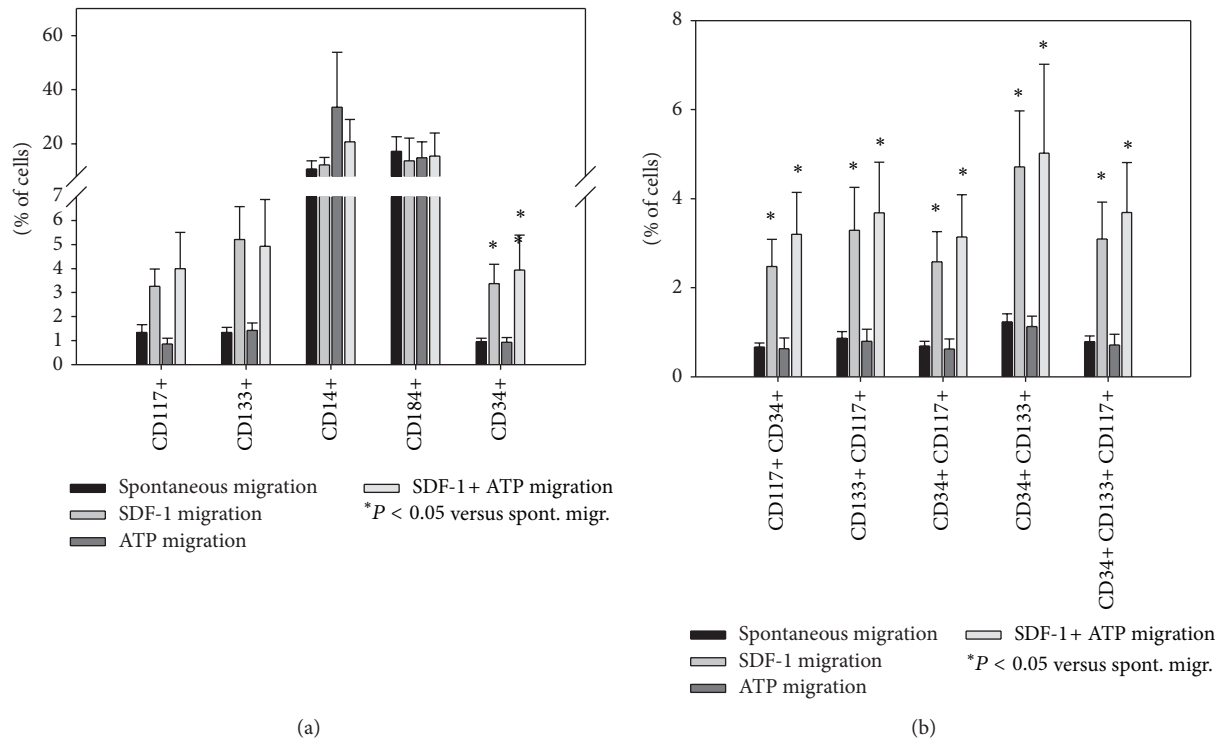 60
40
20
7
6
5
4
3
2
1
0
(% of cells)
* * *
*
CD117+
CD133+
CD14+
CD184+
CD34+
Spontaneous migration
SDF-1 migration
ATP migration
SDF-1+ ATP migration
*P < 0.05 versus spont. migr.
(a)
8
6
4
2
0
(% of cells)
* * * * * * * * * *
CD117+ CD34+
CD133+ CD117+
CD34+ CD117+
CD34+ CD133+
CD34+ CD133+ CD117+
Spontaneous migration
SDF-1 migration
ATP migration
SDF-1+ ATP migration
*P < 0.05 versus spont. migr.
(b)